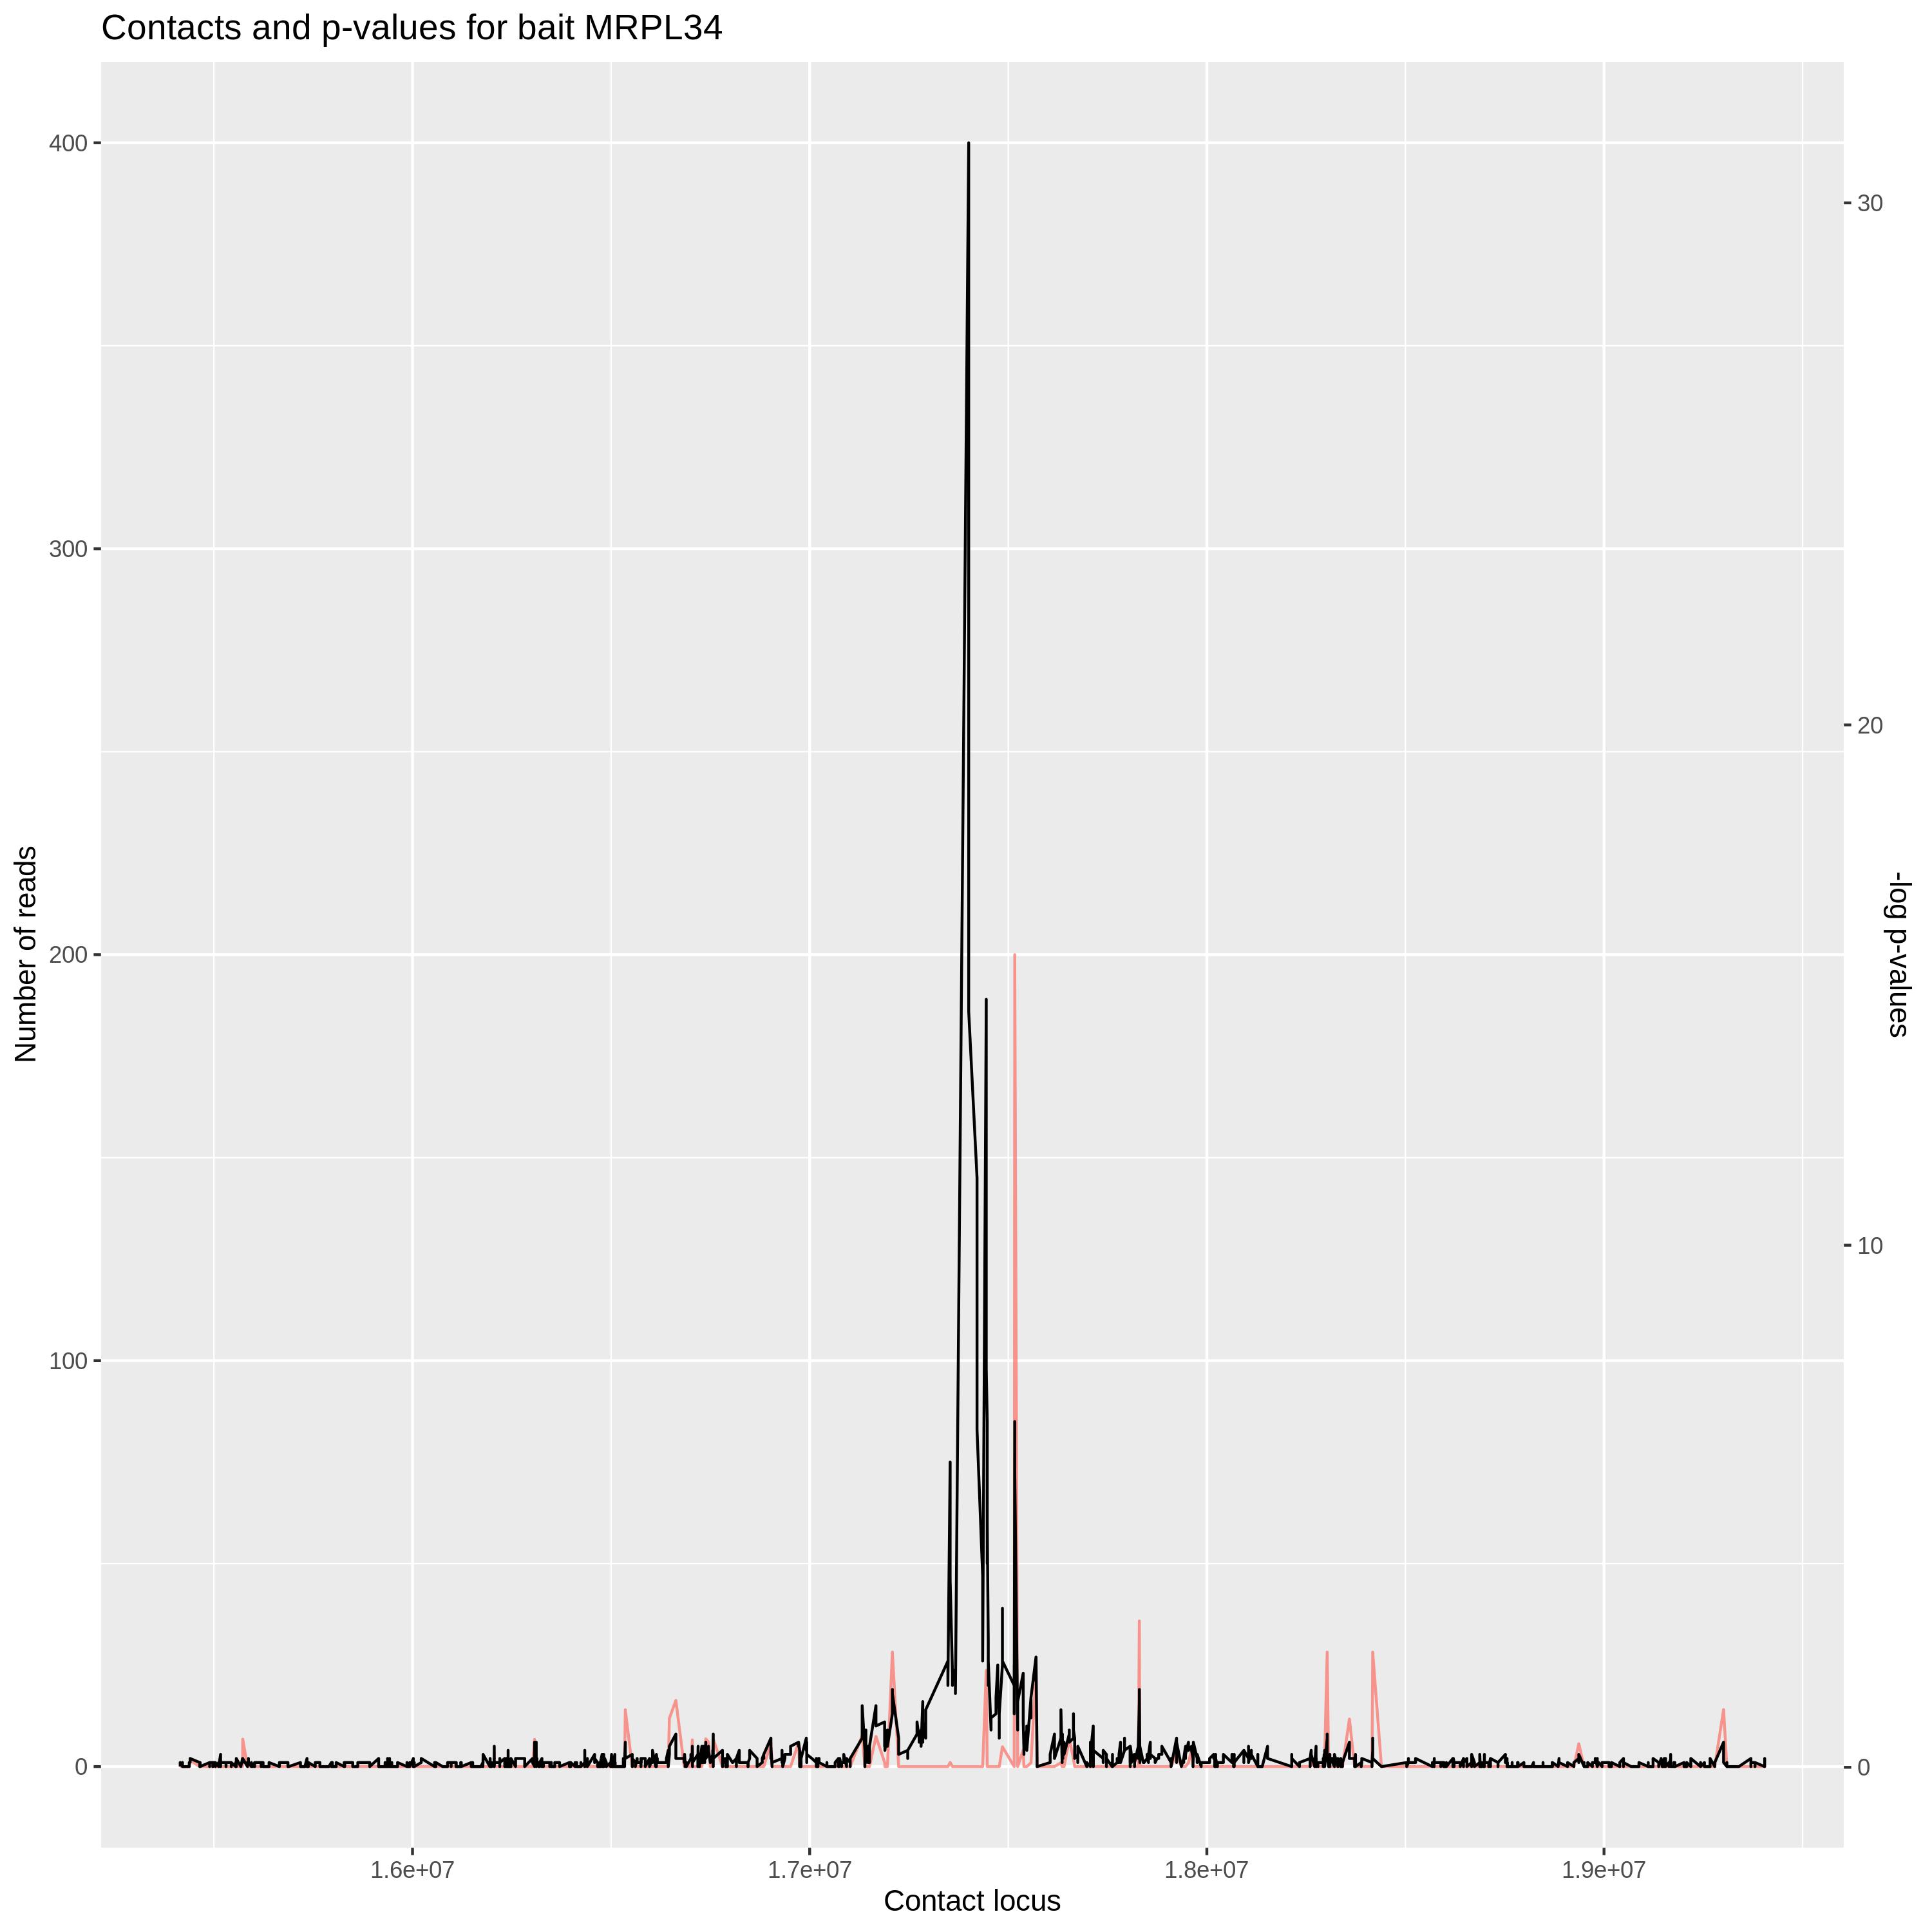 Contacts and p-values for bait MRPL34
400
300
200
100
0
Number of reads
30
20
10
0
-log p-values
1.6e+07
1.7e+07
1.8e+07
1.9e+07
Contact locus